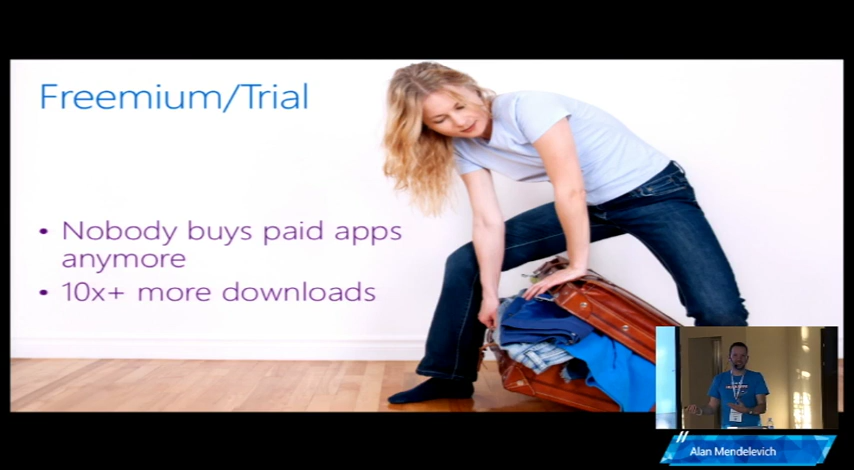 Freemium/Trial
• Nobody buys paid apps
anymore
• 10x+ more downloads
Alan Mendelevich